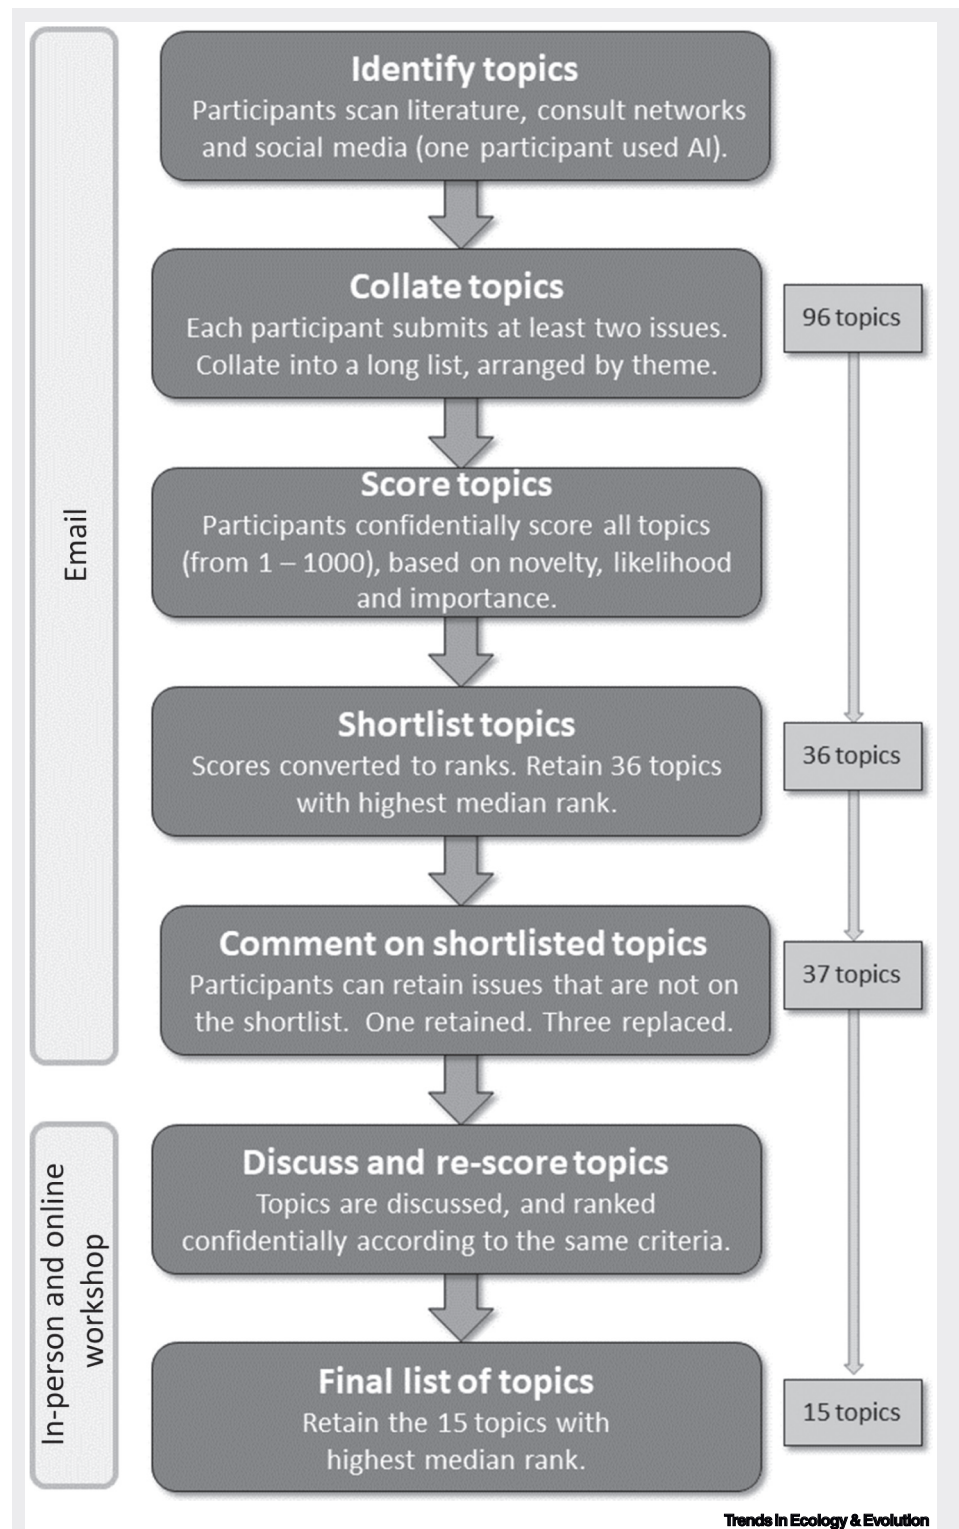 Identify topics
Participants scan literature, consult networks
and social media (one participant used AI).
Collate topics
Each participant submits at least two issues.
Collate into a long list, arranged by theme.
96 topics
Score topics
Participants confidentially score all topics
(from 1 – 1000), based on novelty, likelihood
and importance.
Email
Shortlist topics
Scores converted to ranks. Retain 36 topics
with highest median rank.
36 topics
Comment on shortlisted topics
Participants can retain issues that are not on
the shortlist. One retained. Three replaced.
37 topics
Discuss and re-score topics
Topics are discussed, and ranked
confidentially according to the same criteria.
In-person and online
workshop
Final list of topics
Retain the 15 topics with
highest median rank.
15 topics
Trends in Ecology & Evolution